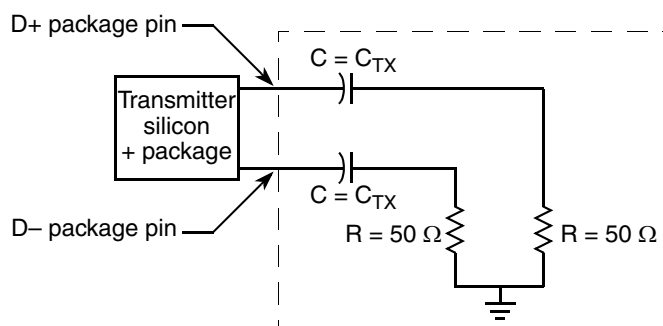 D+ package pin
C = CTX
Transmitter
silicon
+ package
C = CTX
D– package pin
R = 50 Ω
R = 50 Ω